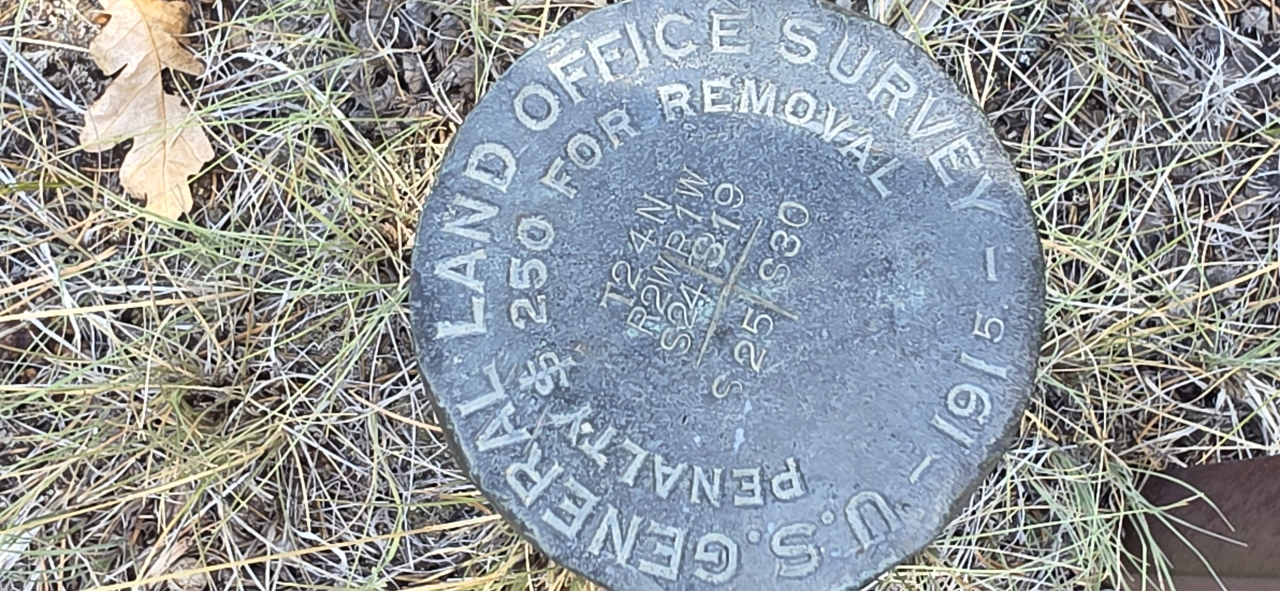 U.S. GENERAL LAND OFFICE SURVEY - 1915 -
PENALTY $ 250 FOR REMOVAL
T24N
R2W R1W
S24 S19
S25 S30